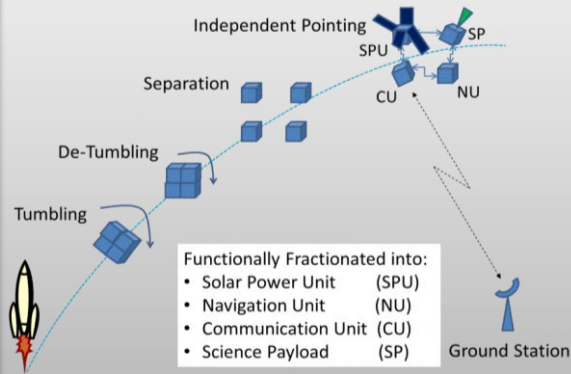 Independent Pointing
SP
SPU
Separation
CU
NU
De-Tumbling
Tumbling
Functionally Fractionated into:
• Solar Power Unit (SPU)
• Navigation Unit (NU)
• Communication Unit (CU)
• Science Payload (SP)
Ground Station